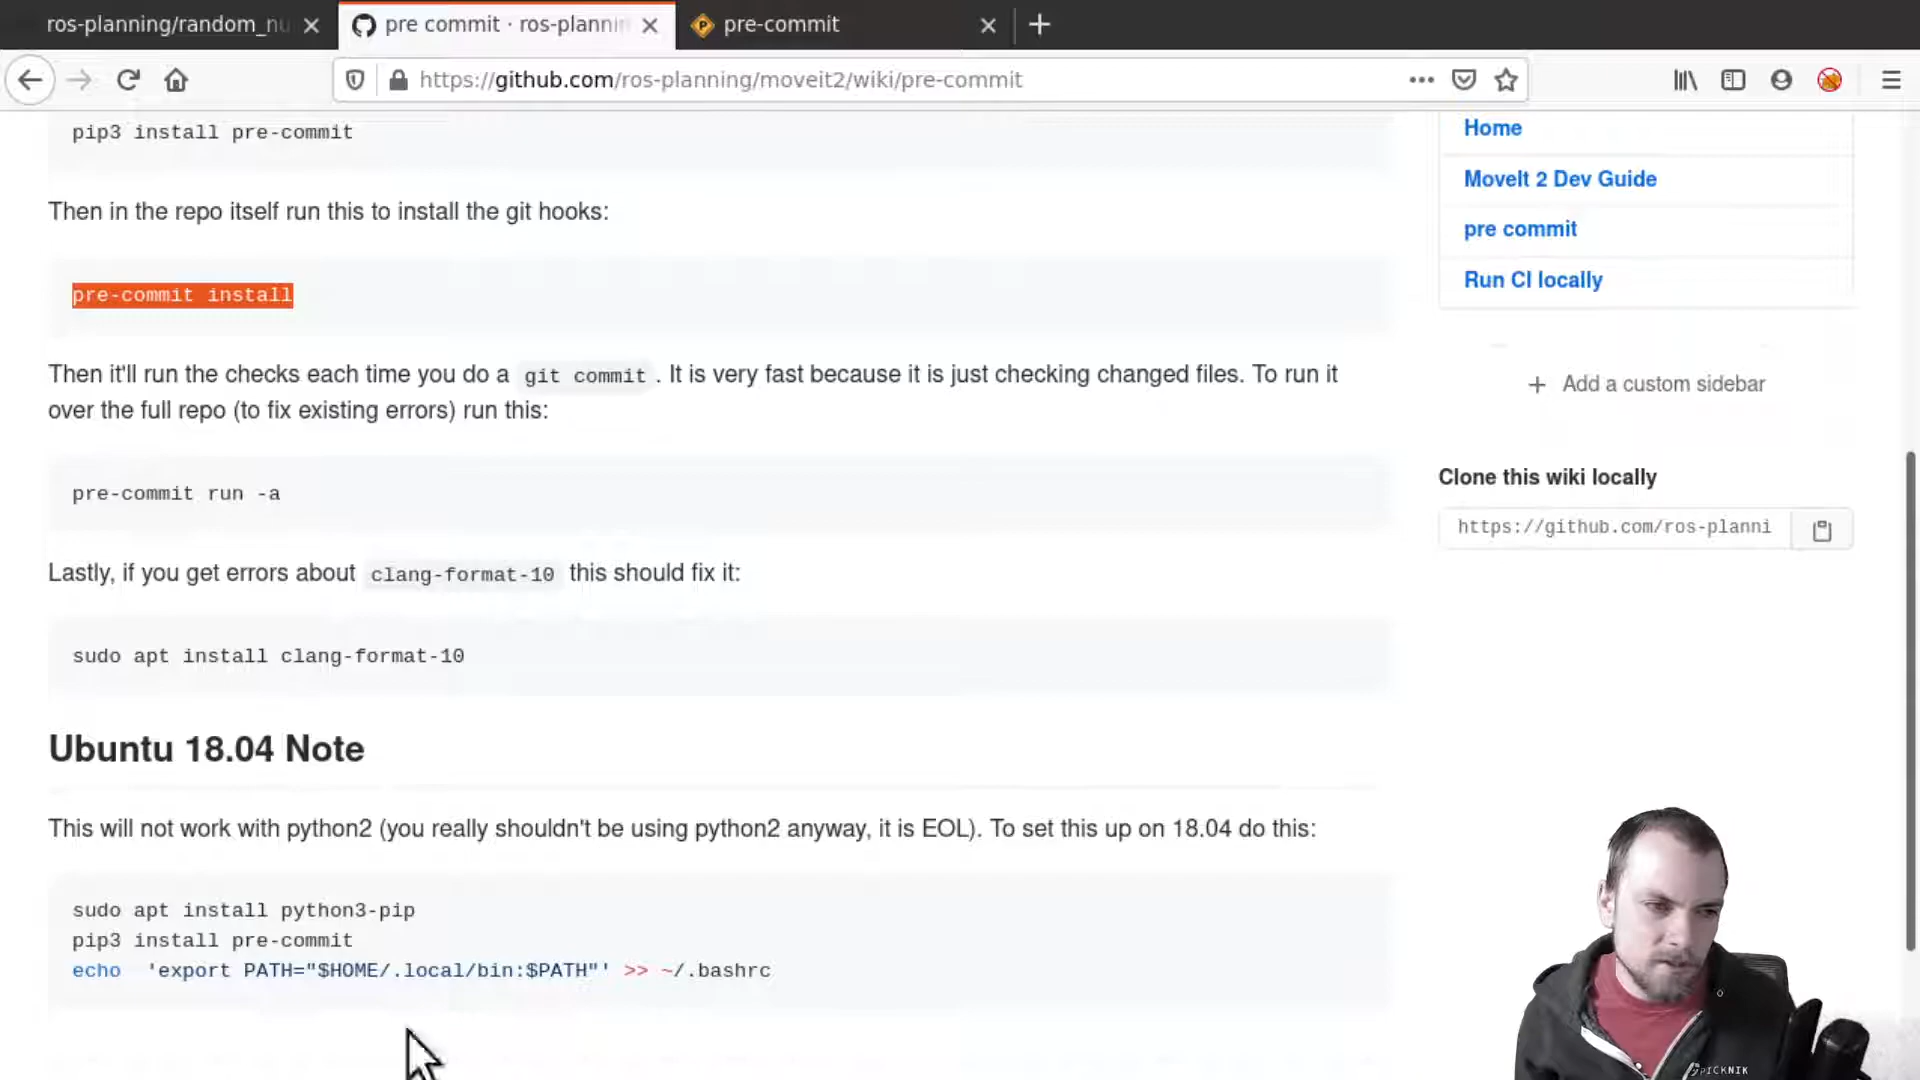 ros-planning/random_nu
pre commit · ros-plannin
pre-commit
https://github.com/ros-planning/moveit2/wiki/pre-commit
pip3 install pre-commit
Then in the repo itself run this to install the git hooks:
pre-commit install
Then it'll run the checks each time you do a git commit . It is very fast because it is just checking changed files. To run it
over the full repo (to fix existing errors) run this:
pre-commit run -a
Lastly, if you get errors about clang-format-10 this should fix it:
sudo apt install clang-format-10
Ubuntu 18.04 Note
This will not work with python2 (you really shouldn't be using python2 anyway, it is EOL). To set this up on 18.04 do this:
sudo apt install python3-pip
pip3 install pre-commit
echo  'export PATH="$HOME/.local/bin:$PATH"' >> ~/.bashrc
Home
MoveIt 2 Dev Guide
pre commit
Run CI locally
+ Add a custom sidebar
Clone this wiki locally
https://github.com/ros-planni
PICKNIK